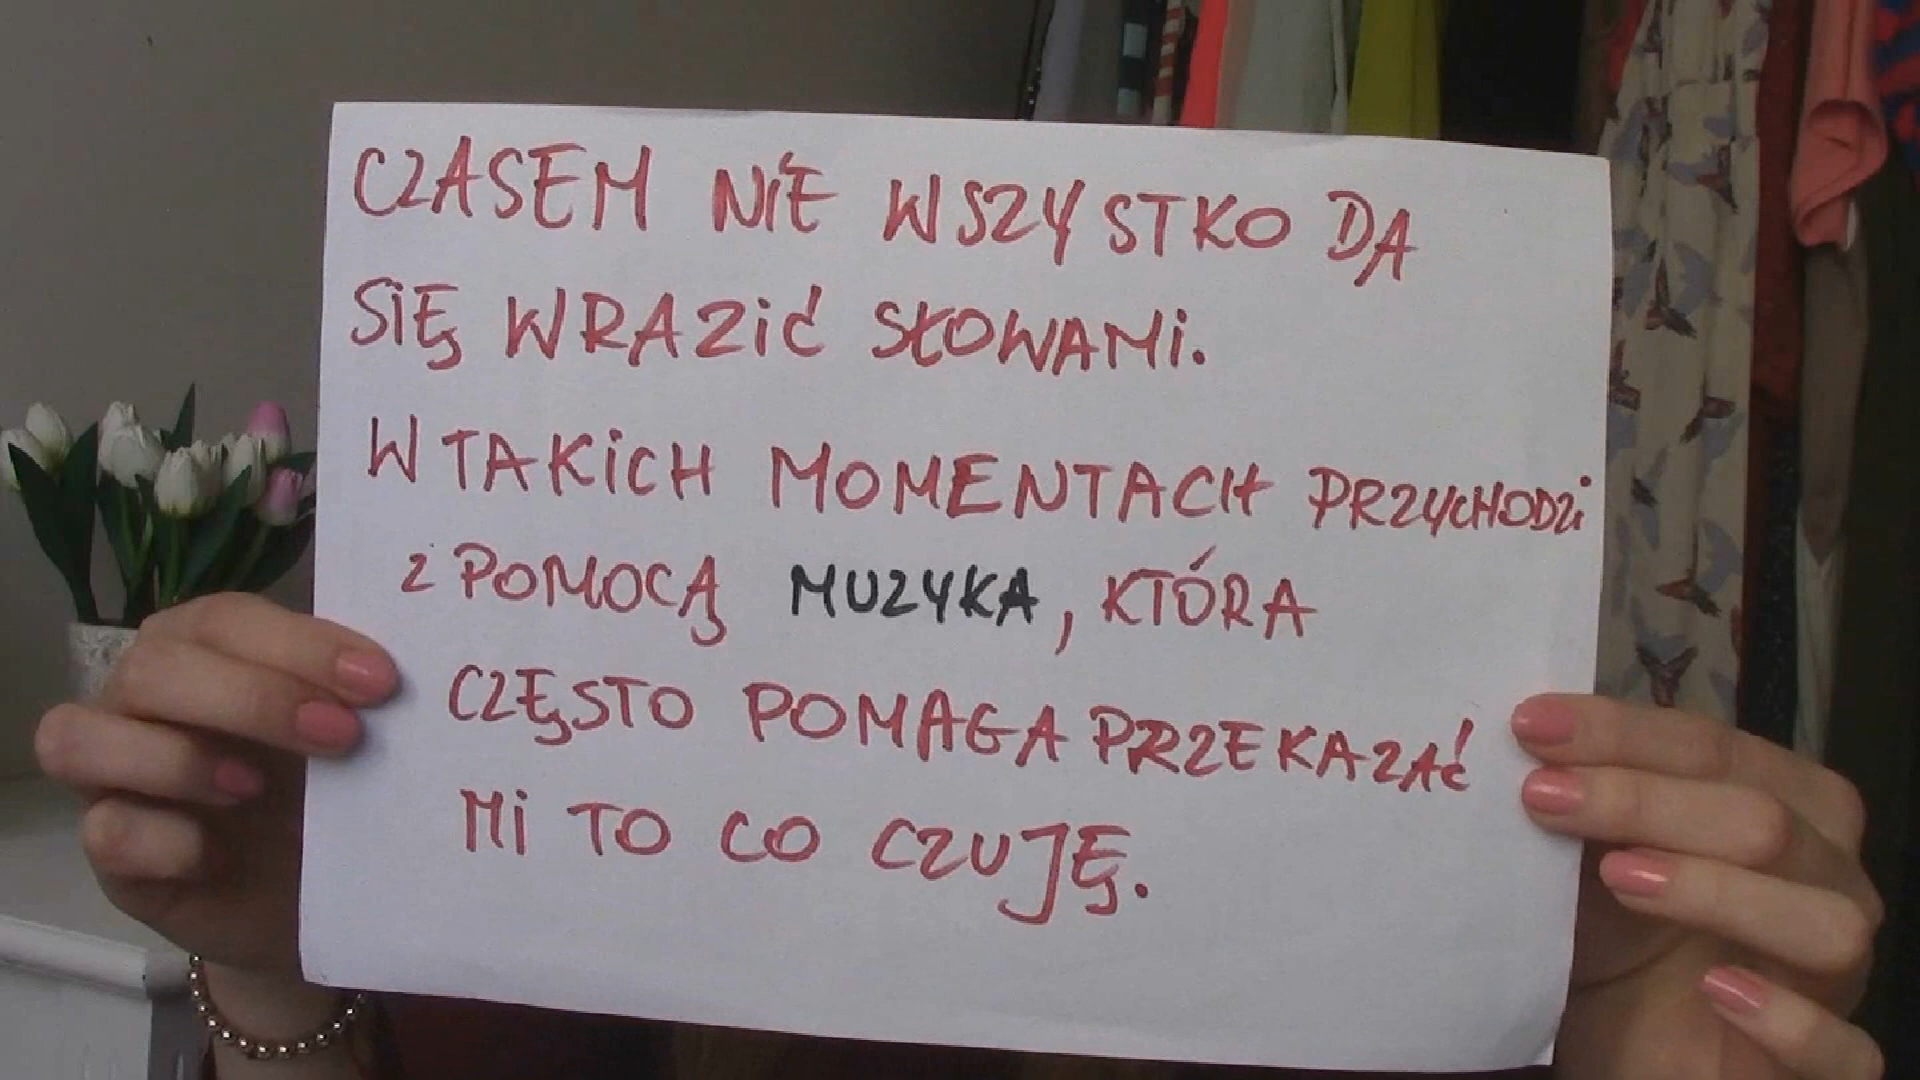 CZASEM NIE WSZYSTKO DA
SIĘ WRAZIĆ SŁOWAMI.
W TAKICH MOMENTACH PRZYCHODZI
Z POMOCĄ MUZYKA, KTÓRA
CZĘSTO POMAGA PRZEKAZAĆ
MI TO CO CZUJĘ.